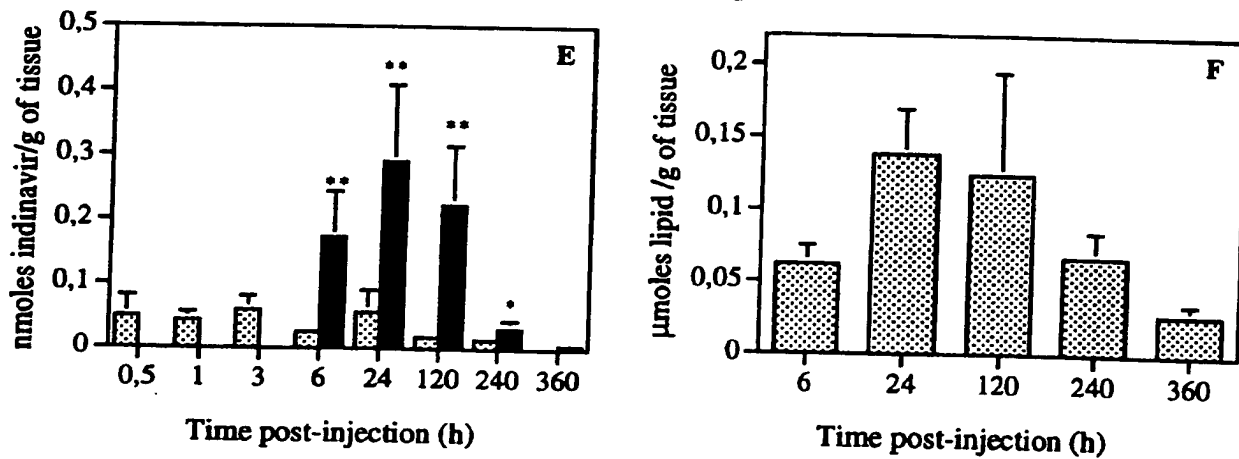 E
nmoles indinavir/g of tissue
0,5
0,4
0,3
0,2
0,1
0
**
**
**
*
0,5 1 3 6 24 120 240 360
Time post-injection (h)
F
µmoles lipid /g of tissue
0,2
0,15
0,1
0,05
0
6 24 120 240 360
Time post-injection (h)